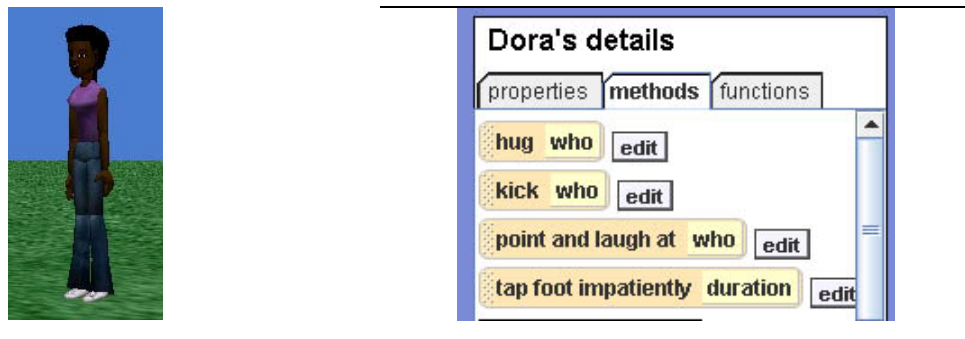 Dora's details
properties methods functions
hug who edit
kick who edit
point and laugh at who edit
tap foot impatiently duration edit